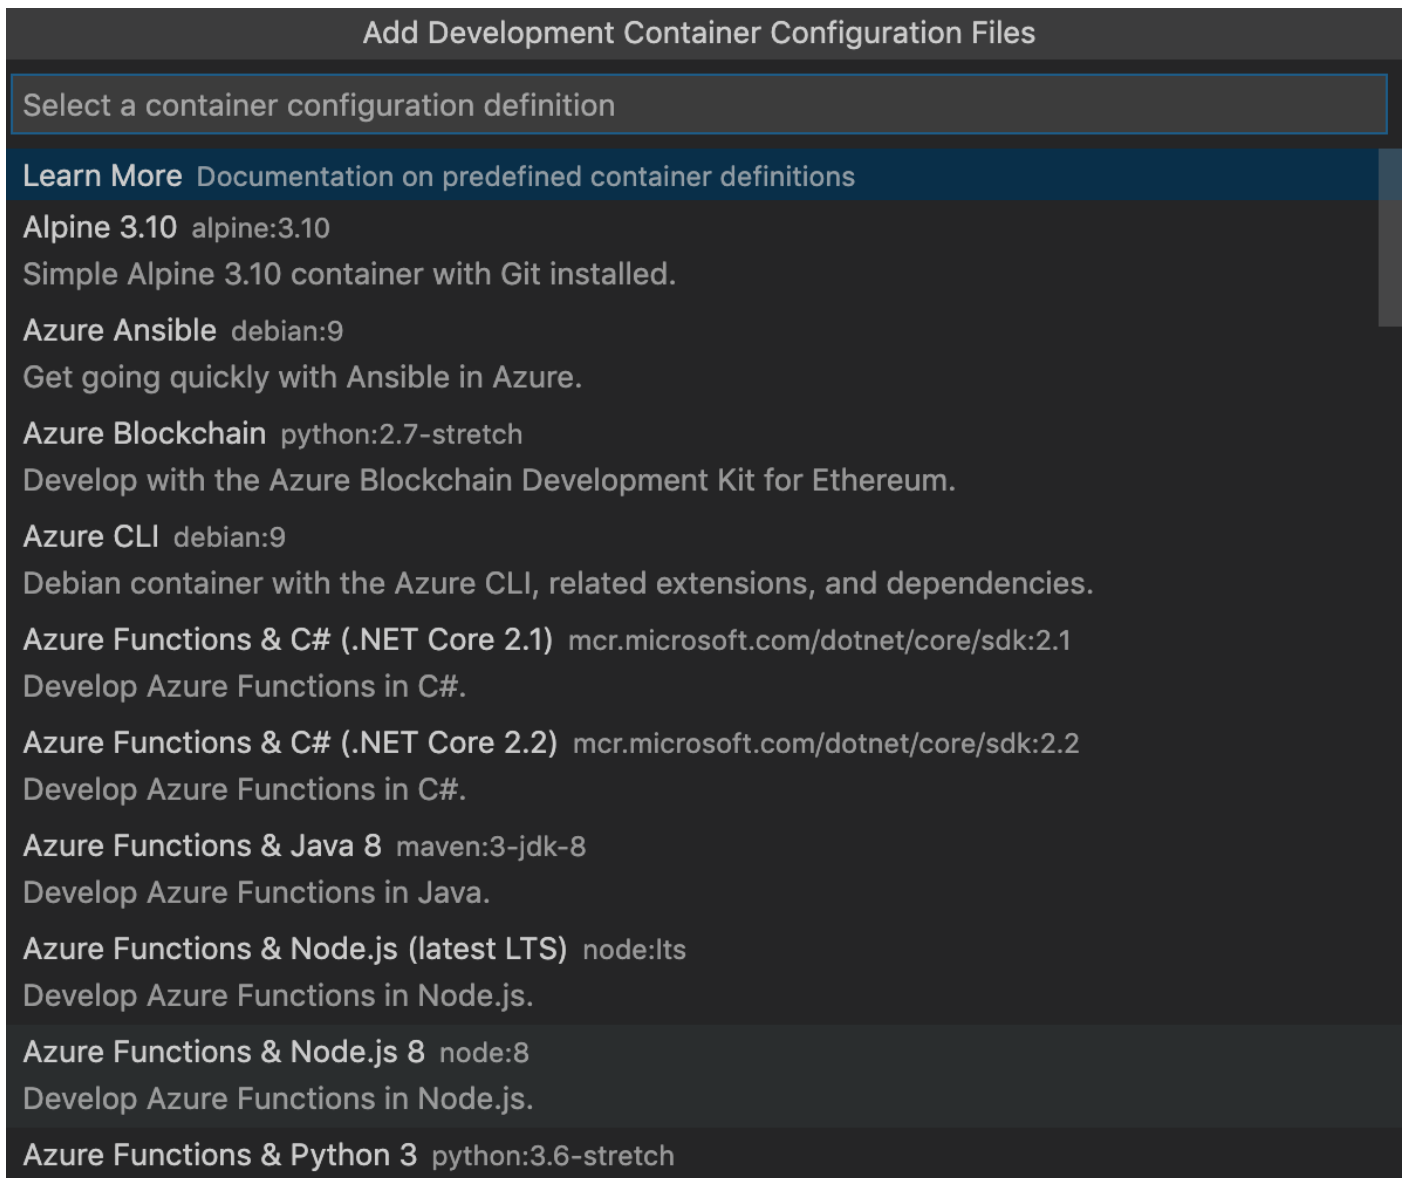 Add Development Container Configuration Files
Select a container configuration definition
Learn More Documentation on predefined container definitions
Alpine 3.10 alpine:3.10
Simple Alpine 3.10 container with Git installed.
Azure Ansible debian:9
Get going quickly with Ansible in Azure.
Azure Blockchain python:2.7-stretch
Develop with the Azure Blockchain Development Kit for Ethereum.
Azure CLI debian:9
Debian container with the Azure CLI, related extensions, and dependencies.
Azure Functions & C# (.NET Core 2.1) mcr.microsoft.com/dotnet/core/sdk:2.1
Develop Azure Functions in C#.
Azure Functions & C# (.NET Core 2.2) mcr.microsoft.com/dotnet/core/sdk:2.2
Develop Azure Functions in C#.
Azure Functions & Java 8 maven:3-jdk-8
Develop Azure Functions in Java.
Azure Functions & Node.js (latest LTS) node:lts
Develop Azure Functions in Node.js.
Azure Functions & Node.js 8 node:8
Develop Azure Functions in Node.js.
Azure Functions & Python 3 python:3.6-stretch